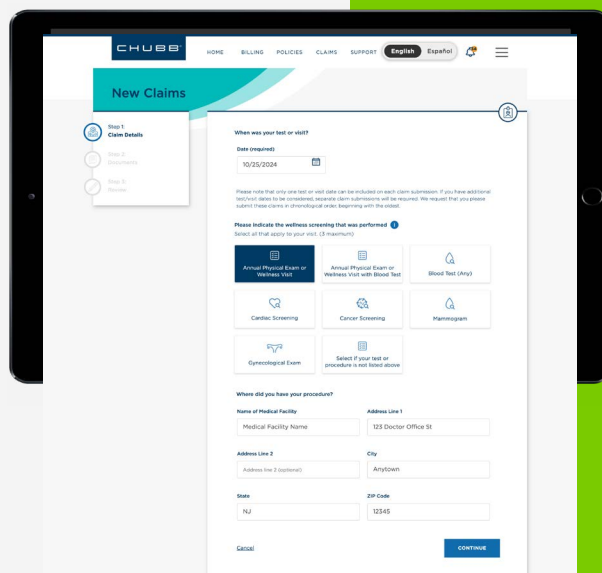 CHUBB
HOME BILLING POLICIES CLAIMS SUPPORT English Español
New Claims
Step 1:
Claim Details
Step 2:
Documents
Step 3:
Review
When was your test or visit?
Date (required)
10/25/2024
Please note that only one test or visit date can be included on each claim submission. If you have additional
test/visit dates to be considered, separate claim submissions will be required. We request that you please
submit these claims in chronological order, beginning with the oldest.
Please indicate the wellness screening that was performed
Select all that apply to your visit. (3 maximum)
Annual Physical Exam or
Wellness Visit
Annual Physical Exam or
Wellness Visit with Blood Test
Blood Test (Any)
Cardiac Screening
Cancer Screening
Mammogram
Gynecological Exam
Select if your test or
procedure is not listed above
Where did you have your procedure?
Name of Medical Facility
Address Line 1
Medical Facility Name
123 Doctor Office St
Address Line 2
City
Address line 2 (optional)
Anytown
State
ZIP Code
NJ
12345
Cancel
CONTINUE